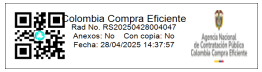 Colombia Compra Eficiente
Rad No. RS20250428004047
Anexos: No Con copia: No
Fecha: 28/04/2025 14:37:57
Agencia Nacional
de Contratación Pública
Colombia Compra Eficiente